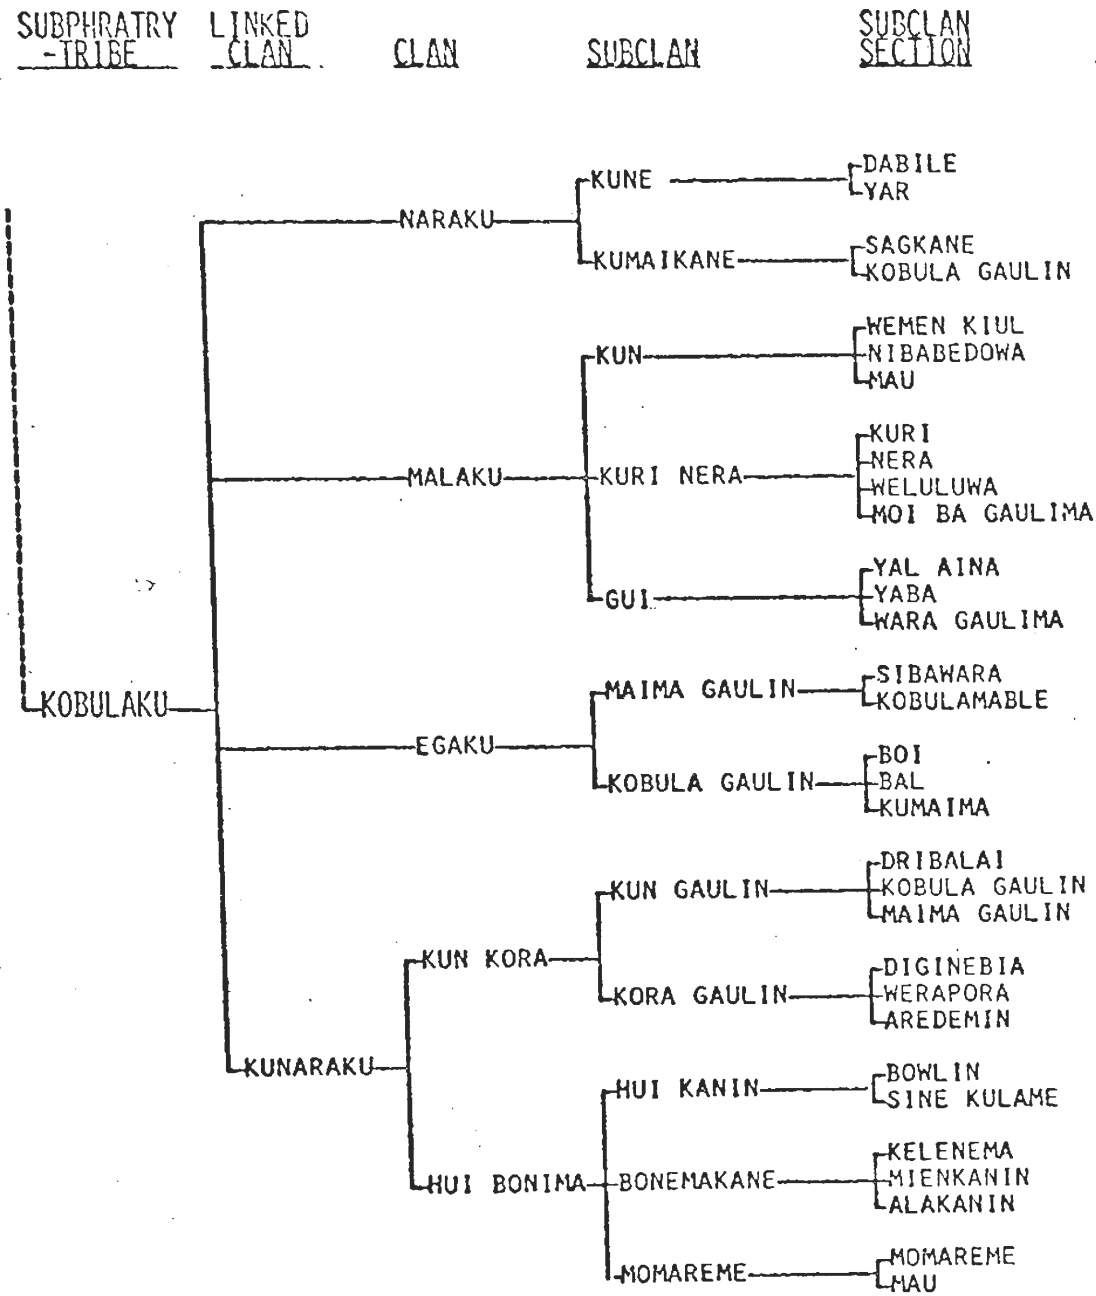 SUBPHRATRY LINKED SUBCLAN
-TRIBE CLAN CLAN SUBCLAN SECTION
DABILE
KUNE
YAR
NARAKU
SAGKANE
KUMAIKANE
KOBULA GAULIN
WEMEN KIUL
KUN NIBABEDOWA
MAU
KURI
NERA
MALAKU KURI NERA
WELULUWA
MOI BA GAULIMA
YAL AINA
GUI YABA
WARA GAULIMA
SIBAWARA
MAIMA GAULIN
KOBULAMABLE
KOBULAKU
EGAKU
BOI
KOBULA GAULIN BAL
KUMAIMA
DRIBALAI
KUN GAULIN KOBULA GAULIN
MAIMA GAULIN
KUN KORA
DIGINEBIA
KORA GAULIN WERAPORA
AREDEMIN
KUNARAKU
BOWLIN
HUI KANIN
SINE KULAME
KELENEMA
HUI BONIMA BONEMAKANE MIENKANIN
ALAKANIN
MOMAREME
MOMAREME
MAU